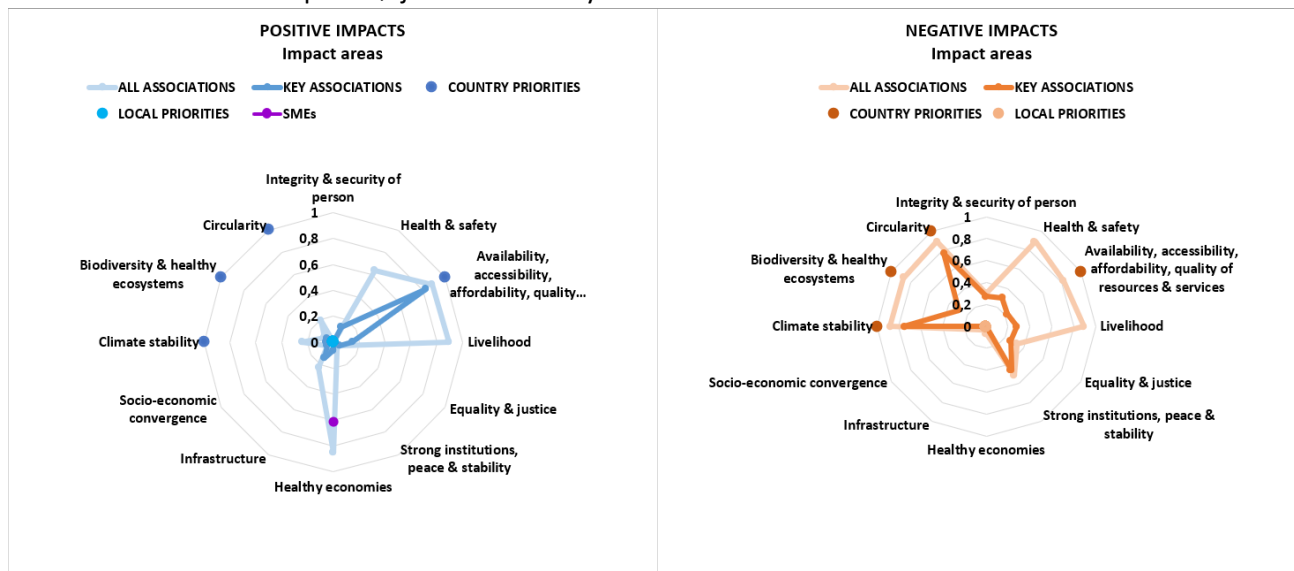 POSITIVE IMPACTS
Impact areas
ALL ASSOCIATIONS
KEY ASSOCIATIONS
COUNTRY PRIORITIES
LOCAL PRIORITIES
SMEs
Integrity & security of
person
Health & safety
Availability,
accessibility,
affordability, quality...
Livelihood
Equality & justice
Strong institutions,
peace & stability
Healthy economies
Infrastructure
Socio-economic
convergence
Climate stability
Biodiversity & healthy
ecosystems
Circularity
1
0,8
0,6
0,4
0,2
0
NEGATIVE IMPACTS
Impact areas
ALL ASSOCIATIONS
KEY ASSOCIATIONS
COUNTRY PRIORITIES
LOCAL PRIORITIES
Integrity & security of person
Health & safety
Availability, accessibility,
affordability, quality of
resources & services
Livelihood
Equality & justice
Strong institutions, peace &
stability
Healthy economies
Infrastructure
Socio-economic convergence
Climate stability
Biodiversity & healthy
ecosystems
Circularity
1
0,8
0,6
0,4
0,2
0